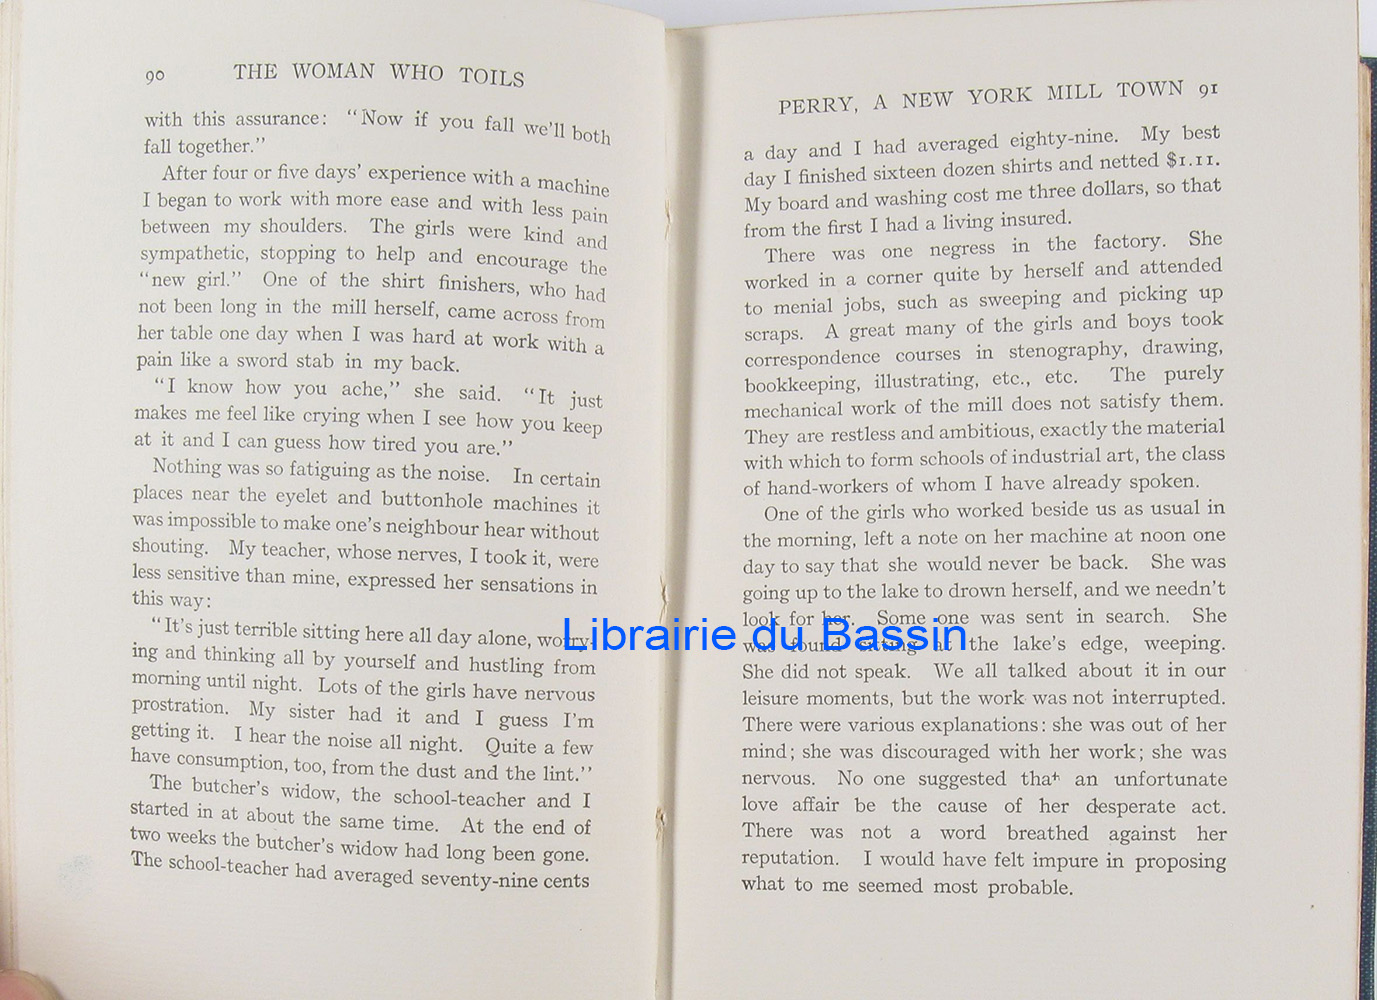 90 THE WOMAN WHO TOILS
with this assurance: "Now if you fall we'll both
fall together."
After four or five days' experience with a machine
I began to work with more ease and with less pain
between my shoulders. The girls were kind and
sympathetic, stopping to help and encourage the
"new girl." One of the shirt finishers, who had
not been long in the mill herself, came across from
her table one day when I was hard at work with a
pain like a sword stab in my back.
"I know how you ache," she said. "It just
makes me feel like crying when I see how you keep
at it and I can guess how tired you are."
Nothing was so fatiguing as the noise. In certain
places near the eyelet and buttonhole machines it
was impossible to make one's neighbour hear without
shouting. My teacher, whose nerves, I took it, were
less sensitive than mine, expressed her sensations in
this way:
"It's just terrible sitting here all day alone, worry-
ing and thinking all by yourself and hustling from
morning until night. Lots of the girls have nervous
prostration. My sister had it and I guess I'm
getting it. I hear the noise all night. Quite a few
have consumption, too, from the dust and the lint."
The butcher's widow, the school-teacher and I
started in at about the same time. At the end of
two weeks the butcher's widow had long been gone.
The school-teacher had averaged seventy-nine cents
PERRY, A NEW YORK MILL TOWN 91
a day and I had averaged eighty-nine. My best
day I finished sixteen dozen shirts and netted $1.11.
My board and washing cost me three dollars, so that
from the first I had a living insured.
There was one negress in the factory. She
worked in a corner quite by herself and attended
to menial jobs, such as sweeping and picking up
scraps. A great many of the girls and boys took
correspondence courses in stenography, drawing,
bookkeeping, illustrating, etc., etc. The purely
mechanical work of the mill does not satisfy them.
They are restless and ambitious, exactly the material
with which to form schools of industrial art, the class
of hand-workers of whom I have already spoken.
One of the girls who worked beside us as usual in
the morning, left a note on her machine at noon one
day to say that she would never be back. She was
going up to the lake to drown herself, and we needn't
look for her. Some one was sent in search. She
was found sitting at the lake's edge, weeping.
She did not speak. We all talked about it in our
leisure moments, but the work was not interrupted.
There were various explanations: she was out of her
mind; she was discouraged with her work; she was
nervous. No one suggested that an unfortunate
love affair be the cause of her desperate act.
There was not a word breathed against her
reputation. I would have felt impure in proposing
what to me seemed most probable.
Librairie du Bassin